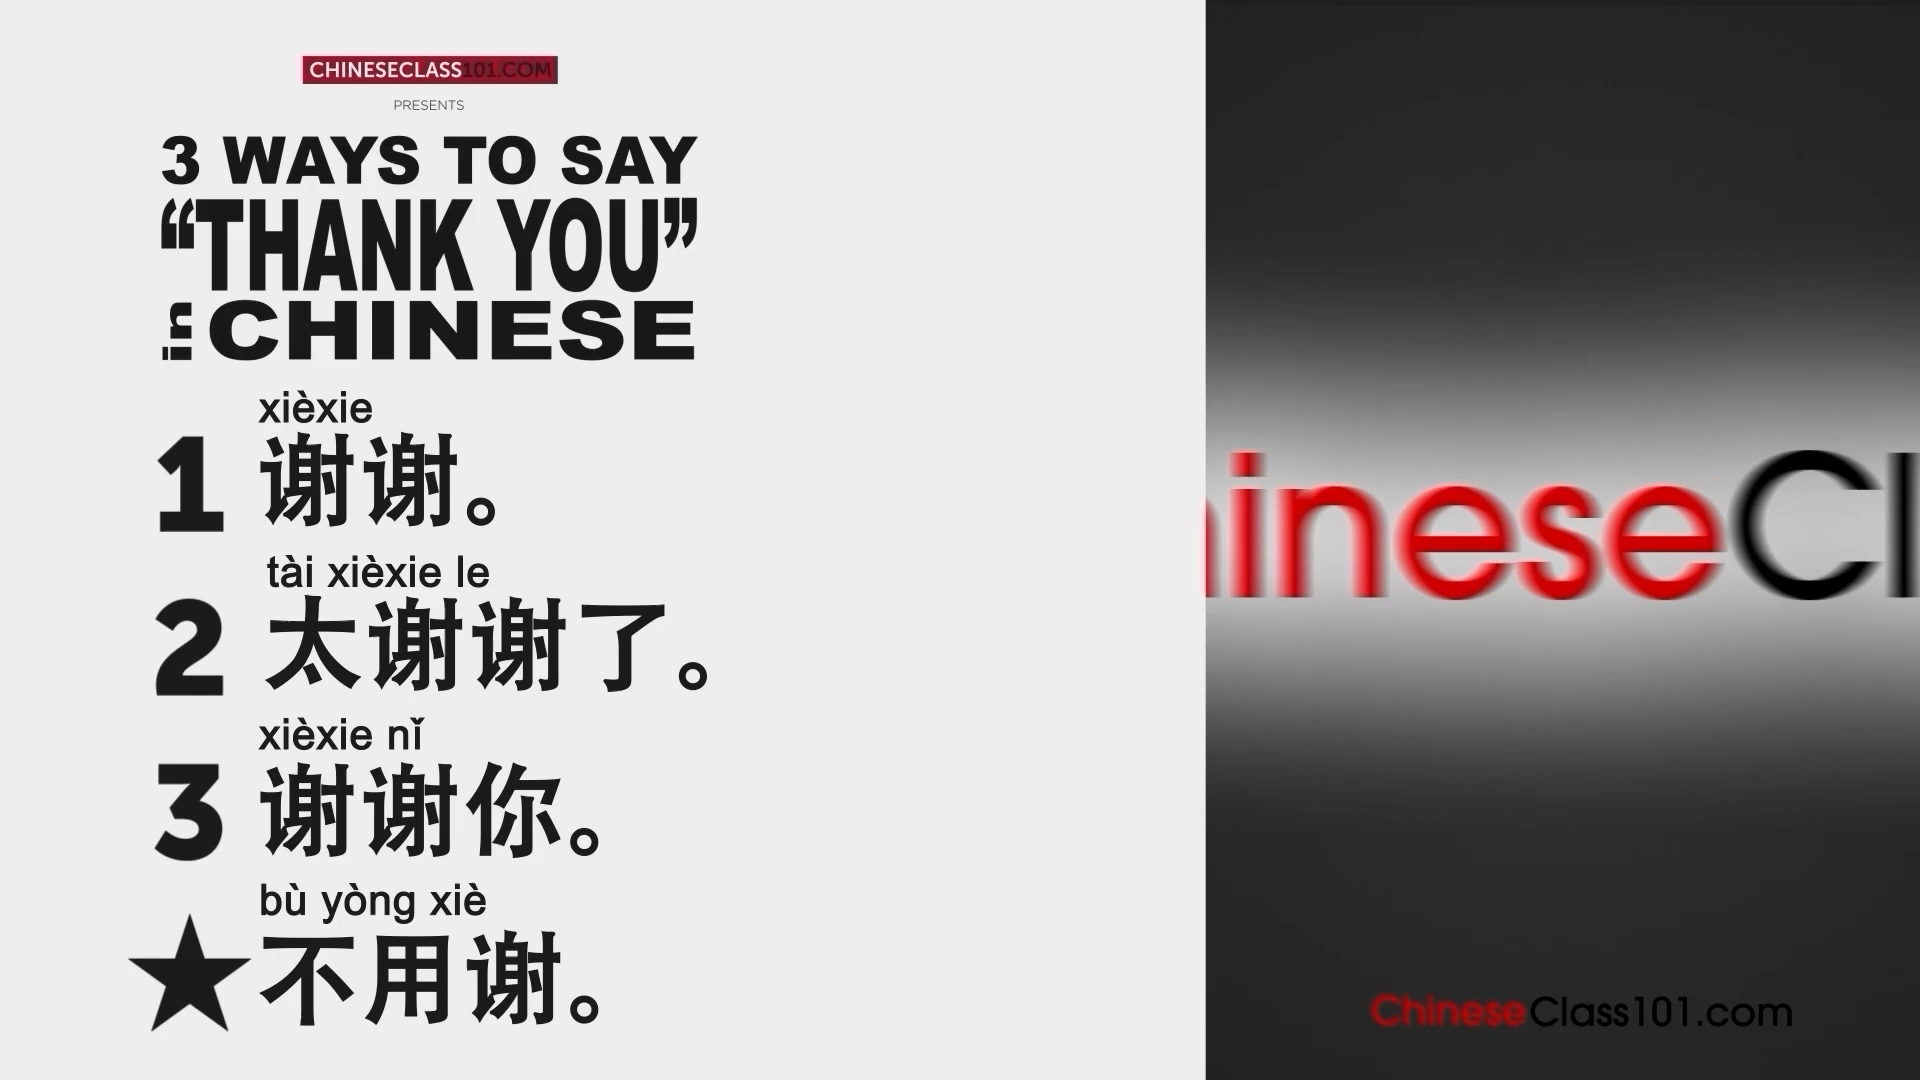 CHINESECLASS101.COM
PRESENTS
3 WAYS TO SAY
“THANK YOU”
in CHINESE
xièxie
1 谢谢。
tài xièxie le
2 太谢谢了。
xièxie nǐ
3 谢谢你。
bù yòng xiè
★ 不用谢。
ineseCl
ChineseClass101.com